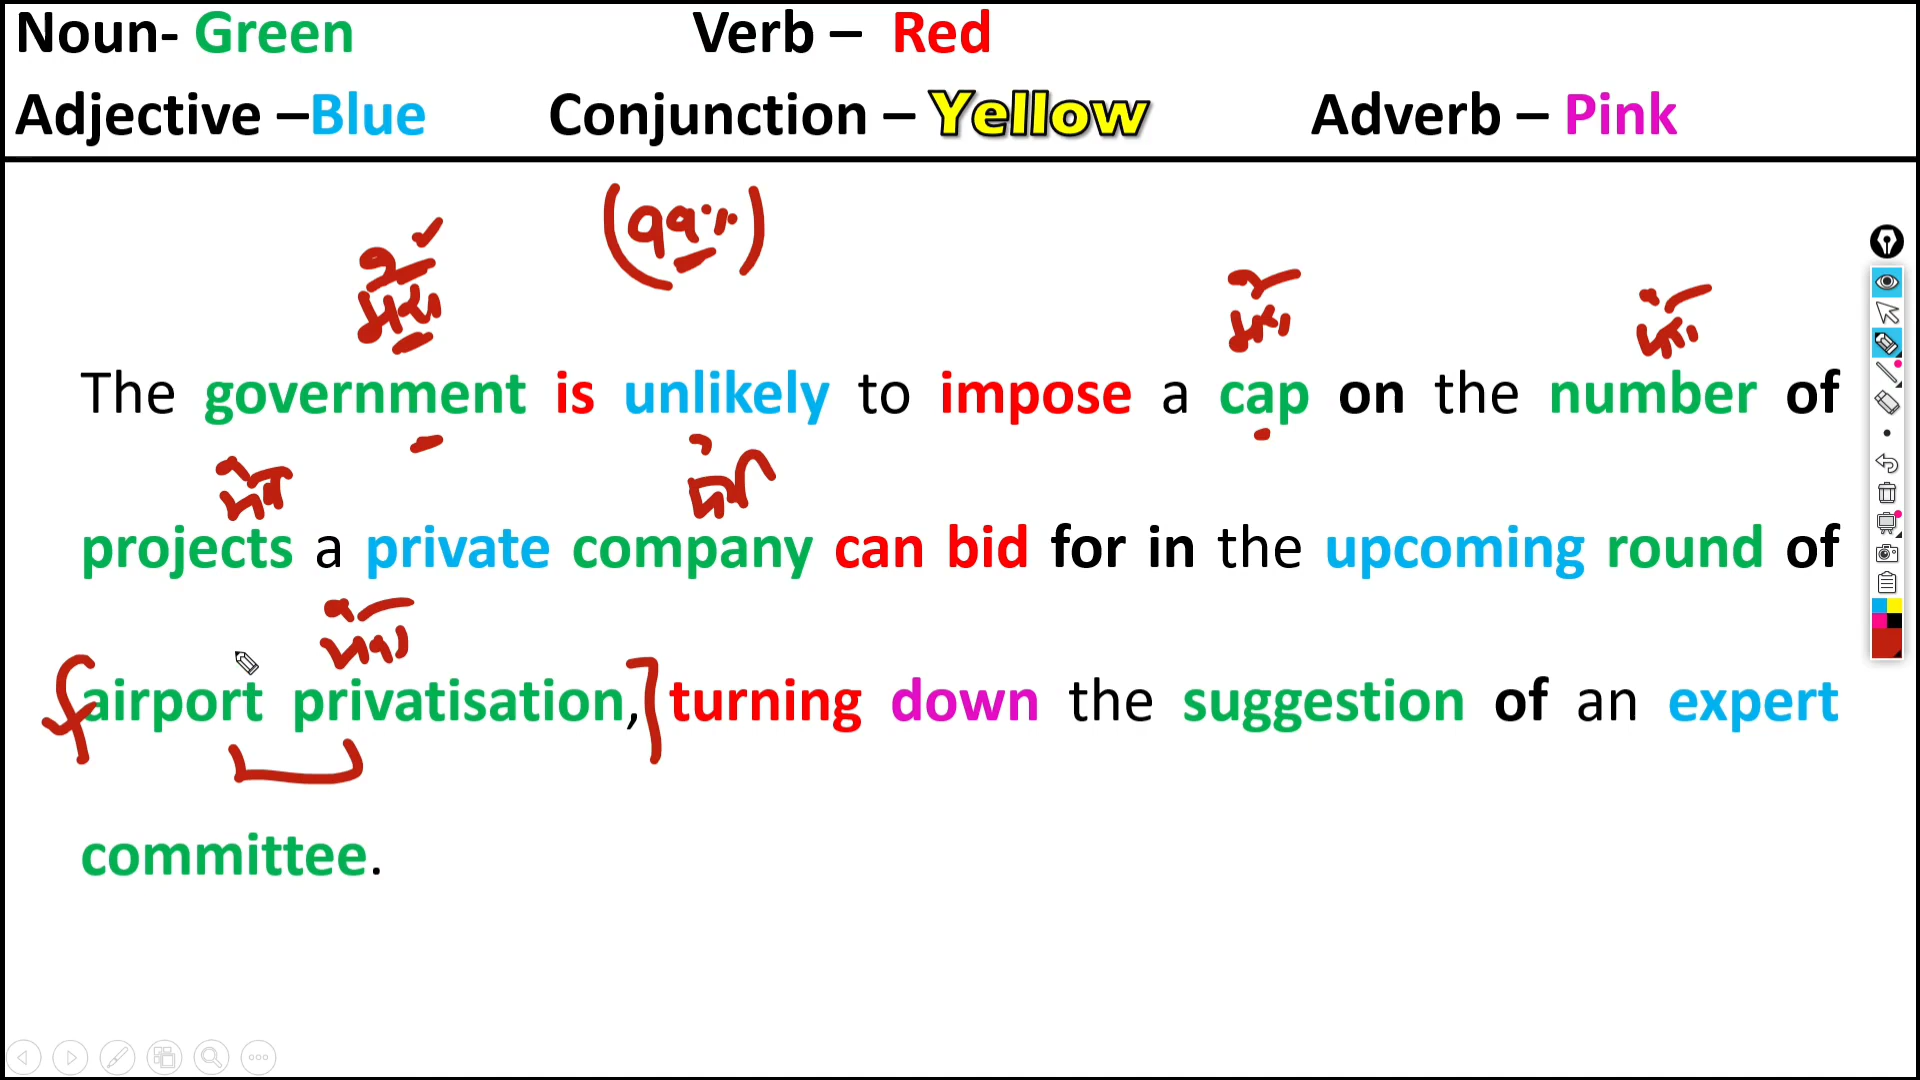 Noun- Green Verb – Red
Adjective –Blue Conjunction – Yellow Adverb – Pink
(99%)
The government is unlikely to impose a cap on the number of
projects a private company can bid for in the upcoming round of
airport privatisation, turning down the suggestion of an expert
committee.